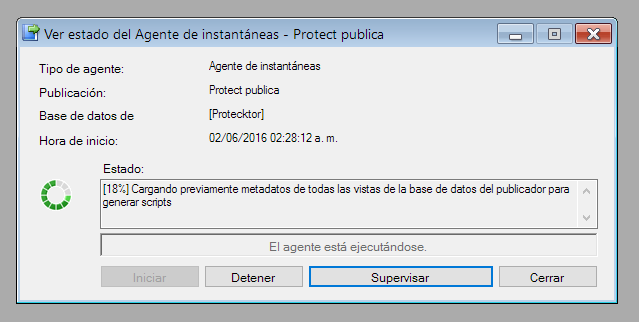 Ver estado del Agente de instantáneas - Protect publica
Tipo de agente: Agente de instantáneas
Publicación: Protect publica
Base de datos de [Protecktor]
Hora de inicio: 02/06/2016 02:28:12 a. m.
Estado:
[18%] Cargando previamente metadatos de todas las vistas de la base de datos del publicador para
generar scripts
El agente está ejecutándose.
Iniciar Detener Supervisar Cerrar